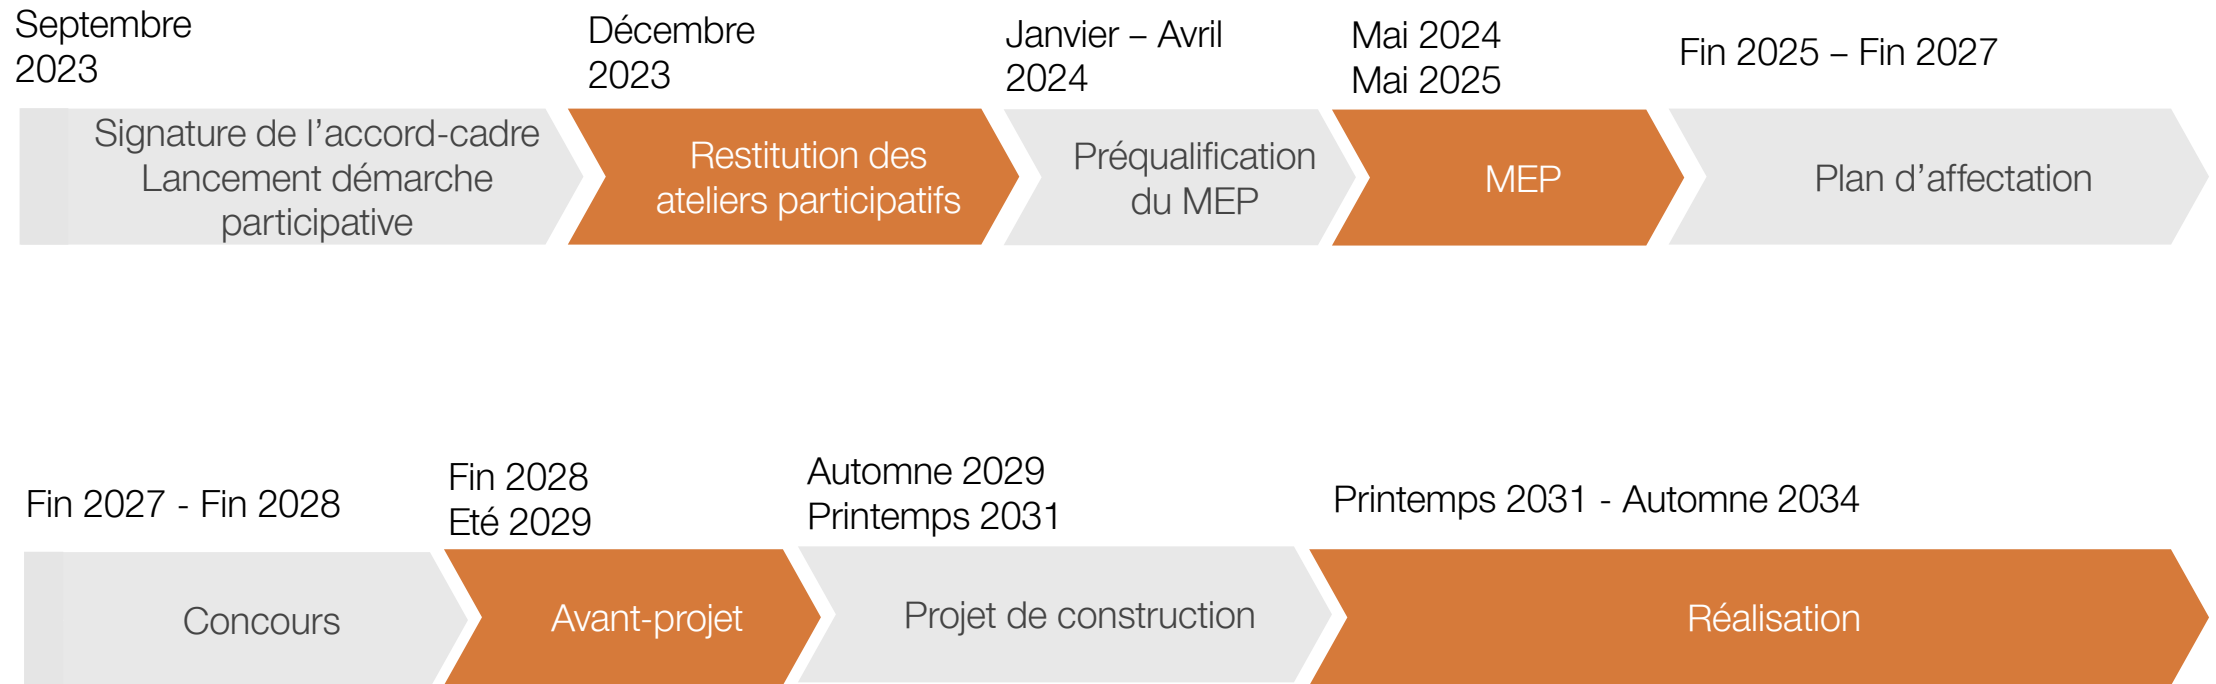 Septembre
2023
Décembre
2023
Janvier – Avril
2024
Mai 2024
Mai 2025
Fin 2025 – Fin 2027
Signature de l’accord-cadre
Lancement démarche
participative
Restitution des
ateliers participatifs
Préqualification
du MEP
MEP
Plan d’affectation
Fin 2027 - Fin 2028
Fin 2028
Eté 2029
Automne 2029
Printemps 2031
Printemps 2031 - Automne 2034
Concours
Avant-projet
Projet de construction
Réalisation